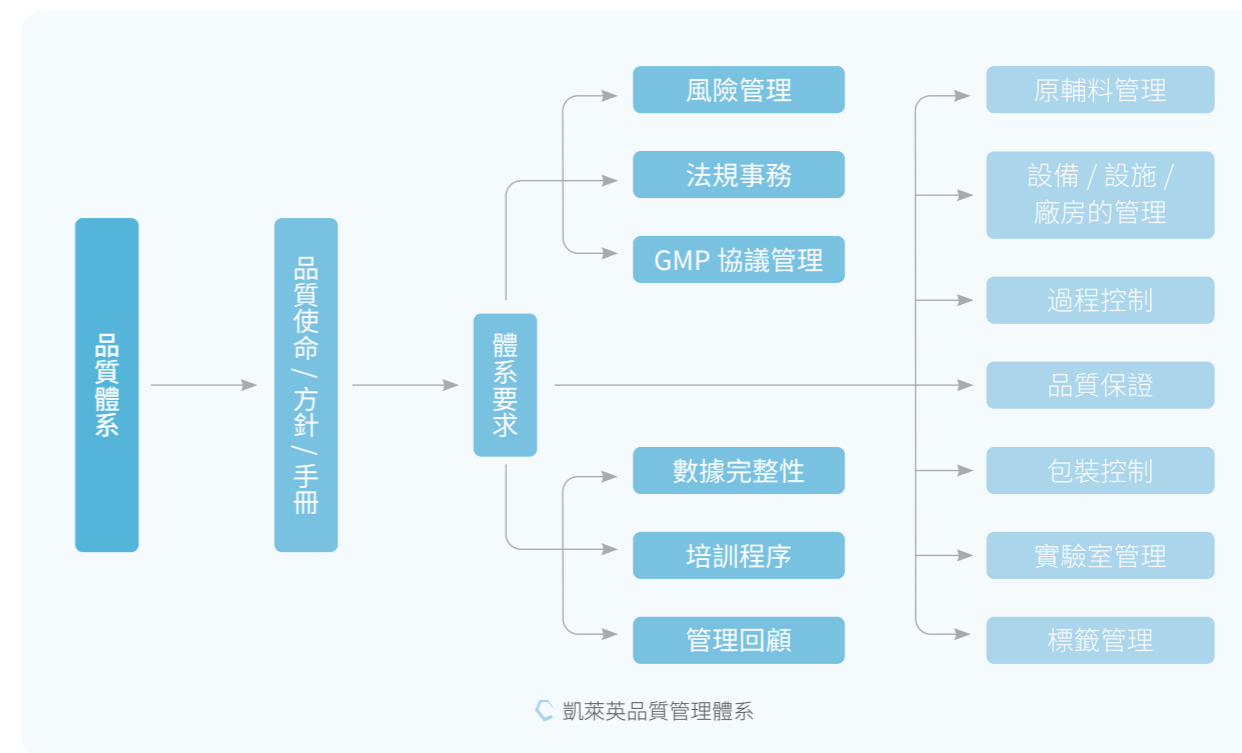 品質體系
品質使命 / 方針 / 手冊
體系要求
風險管理
法規事務
GMP 協議管理
數據完整性
培訓程序
管理回顧
原輔料管理
設備 / 設施 /
廠房的管理
過程控制
品質保證
包裝控制
實驗室管理
標籤管理
凱萊英品質管理體系